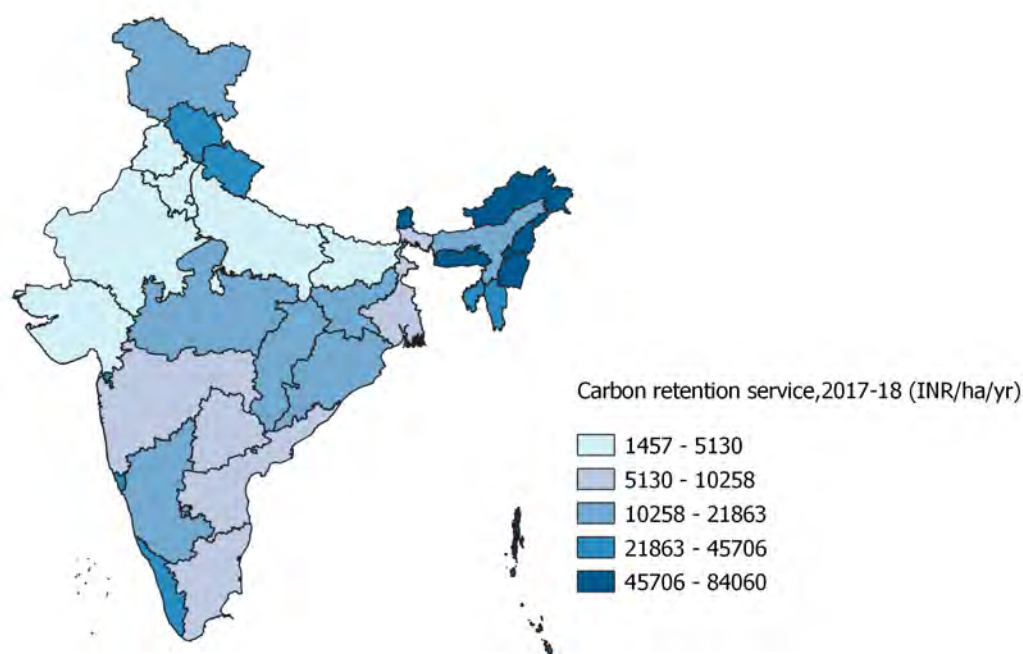 Carbon retention service,2017-18 (INR/ha/yr)
1457 - 5130
5130 - 10258
10258 - 21863
21863 - 45706
45706 - 84060